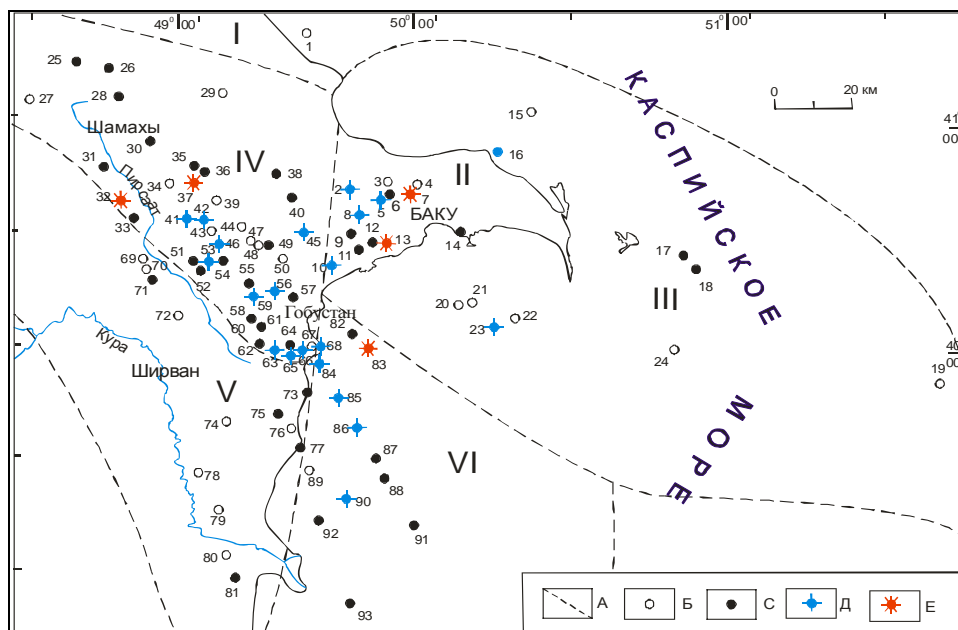 49° 00 50° 00 51° 00
I 1
25 26
27 28 29
0 20 км
15
Шамахы
41 00
30
16
31 35 36 IV 38
II
34 37 2 3 4
32 39 40 5 6 7
Пирсаат
33 41 42 8 БАКУ
43 44 45 9 12 13 14
46 47 48 49 11
51 53 50 10
69 70 52 54
71 55 56 57
17 18
III
КАСПИЙСКОЕ
20 21 22 23
72 58 59 Гобустан 82
60 61 64 67 68
62 63 65 66 84 83
24
40 00
19
Кура
Ширван
V
73 85
75 86
74 76
МОРЕ
77 87
VI
78 89 88
90
79 92 91
80
81 93
А Б С Д Е